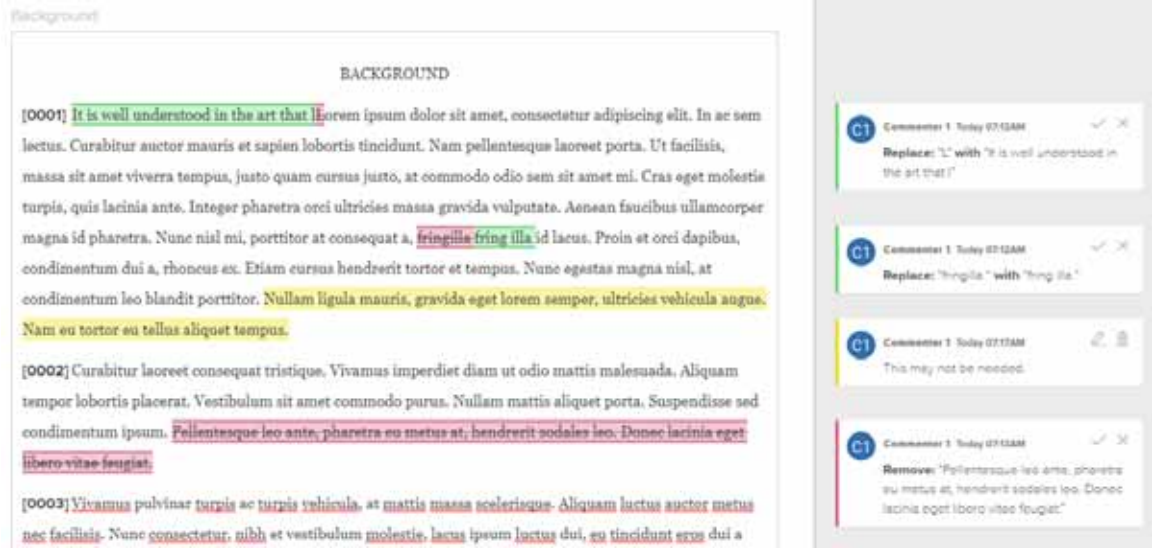 Background
BACKGROUND
[0001] It is well understood in the art that lLorem ipsum dolor sit amet, consectetur adipiscing elit. In ac sem
lectus. Curabitur auctor mauris et sapien lobortis tincidunt. Nam pellentesque laoreet porta. Ut facilisis,
massa sit amet viverra tempus, justo quam cursus justo, at commodo odio sem sit amet mi. Cras eget molestie
turpis, quis lacinia ante. Integer pharetra orci ultricies massa gravida vulputate. Aenean faucibus ullamcorper
magna id pharetra. Nunc nisl mi, porttitor at consequat a, fringilla fring illa id lacus. Proin et orci dapibus,
condimentum dui a, rhoncus ex. Etiam cursus hendrerit tortor et tempus. Nunc egestas magna nisl, at
condimentum leo blandit porttitor. Nullam ligula mauris, gravida eget lorem semper, ultricies vehicula augue.
Nam eu tortor eu tellus aliquet tempus.
[0002] Curabitur laoreet consequat tristique. Vivamus imperdiet diam ut odio mattis malesuada. Aliquam
tempor lobortis placerat. Vestibulum sit amet commodo purus. Nullam mattis aliquet porta. Suspendisse sed
condimentum ipsum. Pellentesque leo ante, pharetra eu metus at, hendrerit sodales leo. Donec lacinia eget
libero vitae feugiat.
[0003] Vivamus pulvinar turpis ac turpis vehicula, at mattis massa scelerisque. Aliquam luctus auctor metus
nec facilisis. Nunc consectetur, nibh et vestibulum molestie, lacus ipsum luctus dui, eu tincidunt eros dui a
C1 Commenter 1 Today 07:12AM
Replace: "L" with "It is well understood in
the art that l"
C1 Commenter 1 Today 07:12AM
Replace: "fringilla " with "fring illa "
C1 Commenter 1 Today 07:17AM
This may not be needed.
C1 Commenter 1 Today 07:13AM
Remove: "Pellentesque leo ante, pharetra
eu metus at, hendrerit sodales leo. Donec
lacinia eget libero vitae feugiat."